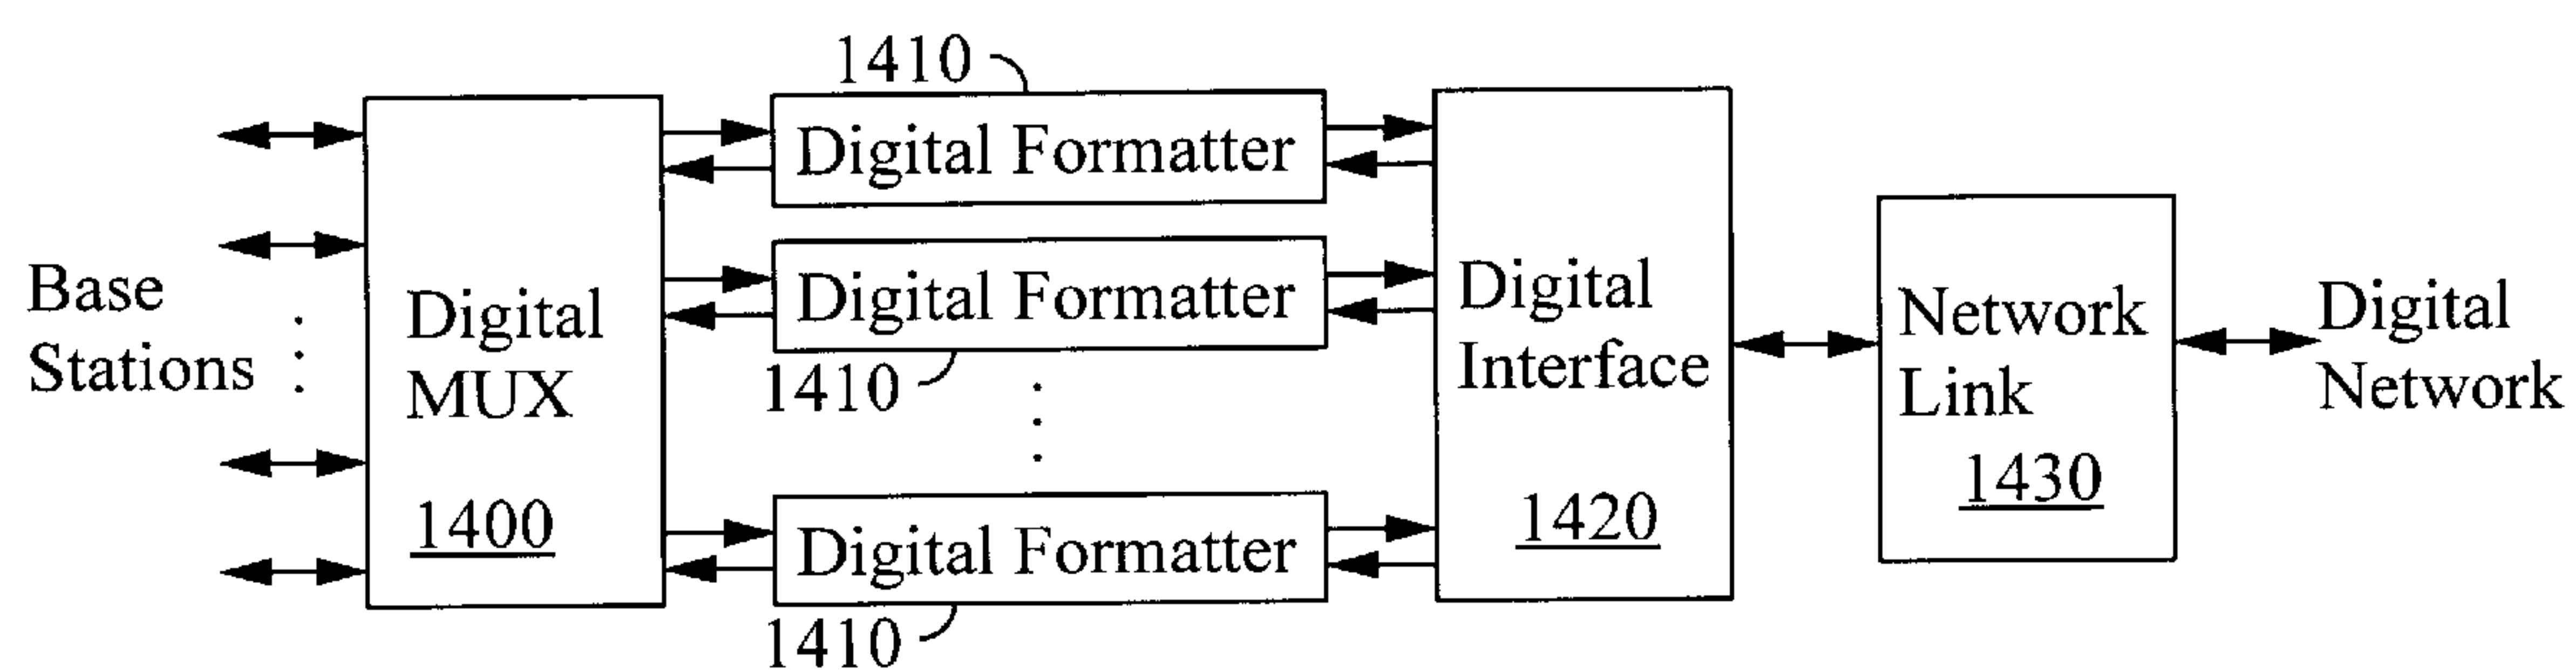 1410
Digital Formatter
Base
Stations
Digital
MUX
1400
Digital Formatter
1410
Digital Formatter
1410
Digital
Interface
1420
Network
Link
1430
Digital
Network